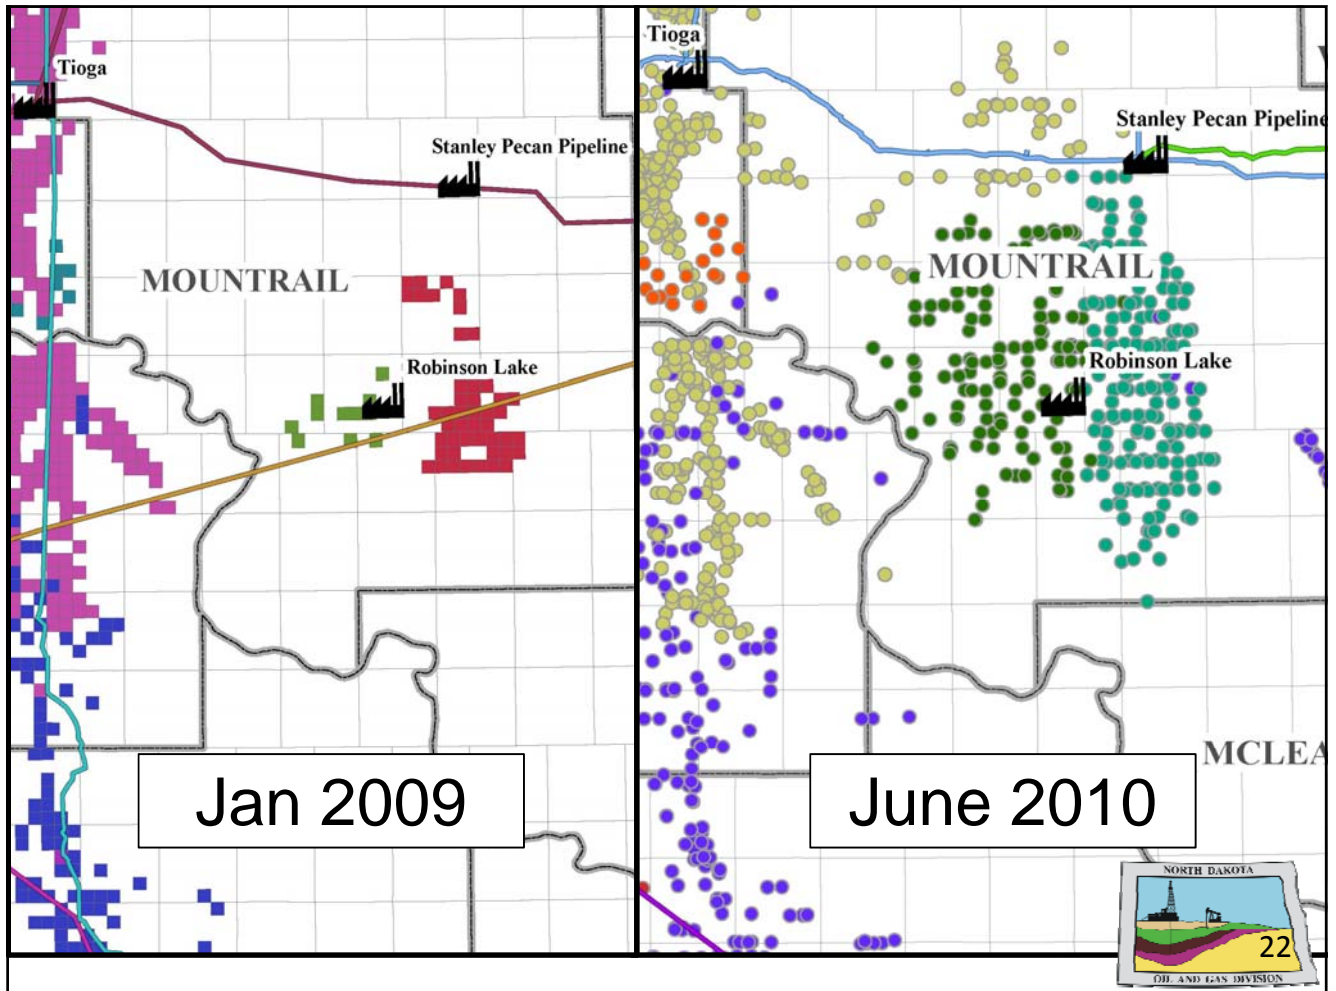 Tioga
Stanley Pecan Pipeline
MOUNTRAIL
Robinson Lake
Jan 2009
Tioga
Stanley Pecan Pipeline
MOUNTRAIL
Robinson Lake
MCLEA
June 2010
NORTH DAKOTA
22
OIL AND GAS DIVISION